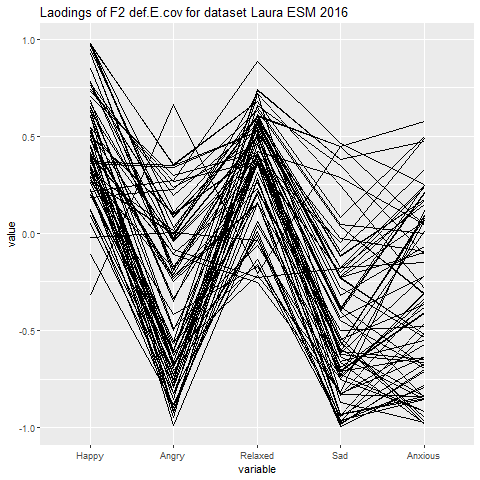 Laodings of F2 def.E.cov for dataset Laura ESM 2016
1.0
0.5
0.0
-0.5
-1.0
value
Happy Angry Relaxed Sad Anxious
variable